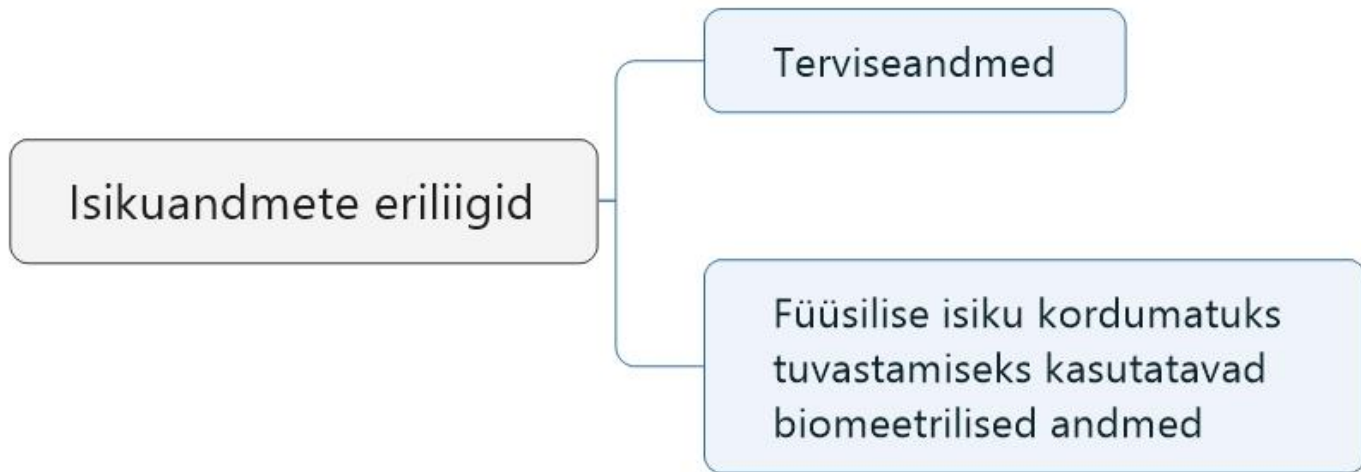 Isikuandmete eriliigid
Terviseandmed
Füüsilise isiku kordumatuks
tuvastamiseks kasutatavad
biomeetrilised andmed